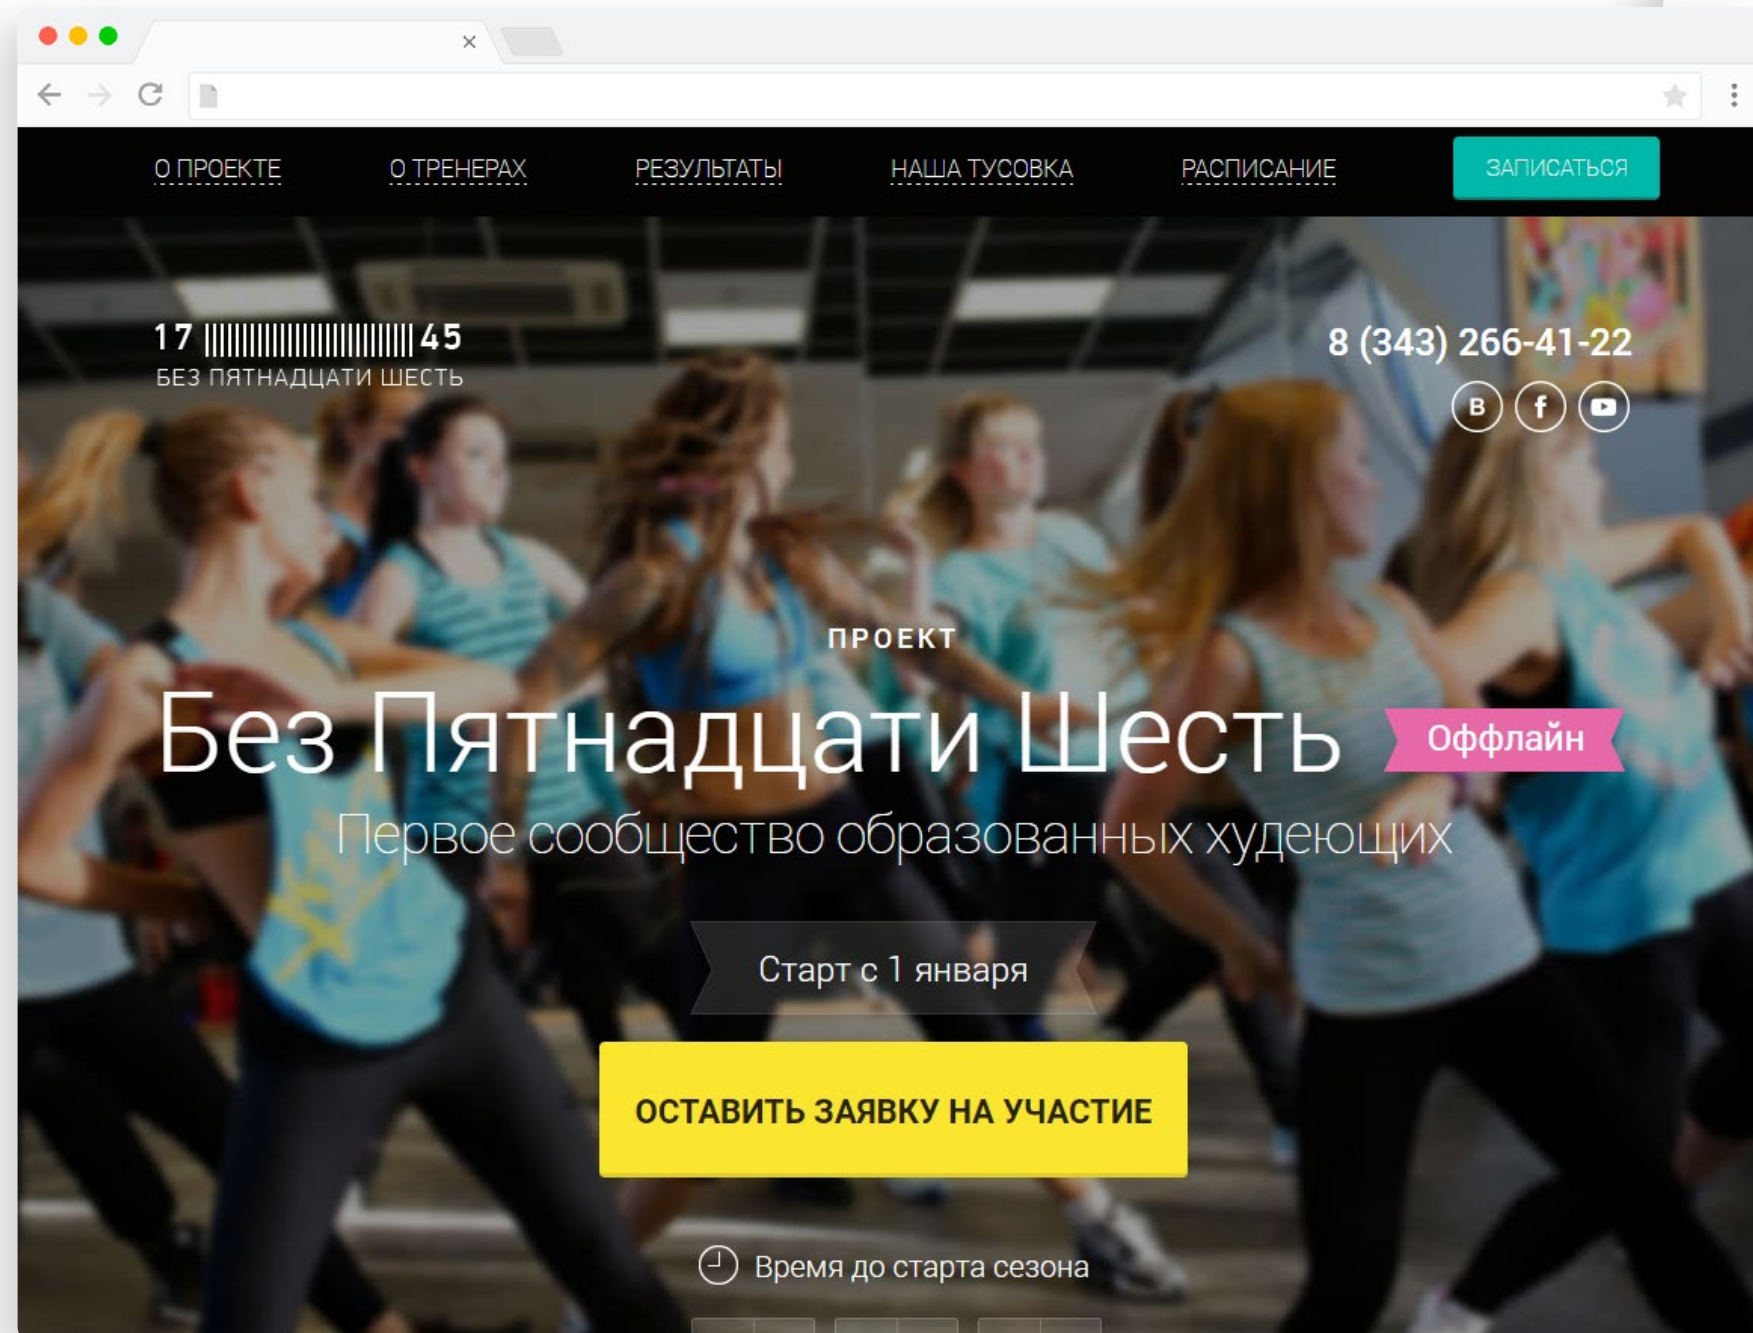 О ПРОЕКТЕ
О ТРЕНЕРАХ
РЕЗУЛЬТАТЫ
НАША ТУСОВКА
РАСПИСАНИЕ
ЗАПИСАТЬСЯ
17 45
БЕЗ ПЯТНАДЦАТИ ШЕСТЬ
8 (343) 266-41-22
В f
ПРОЕКТ
Без Пятнадцати Шесть
Оффлайн
Первое сообщество образованных худеющих
Старт с 1 января
ОСТАВИТЬ ЗАЯВКУ НА УЧАСТИЕ
Время до старта сезона